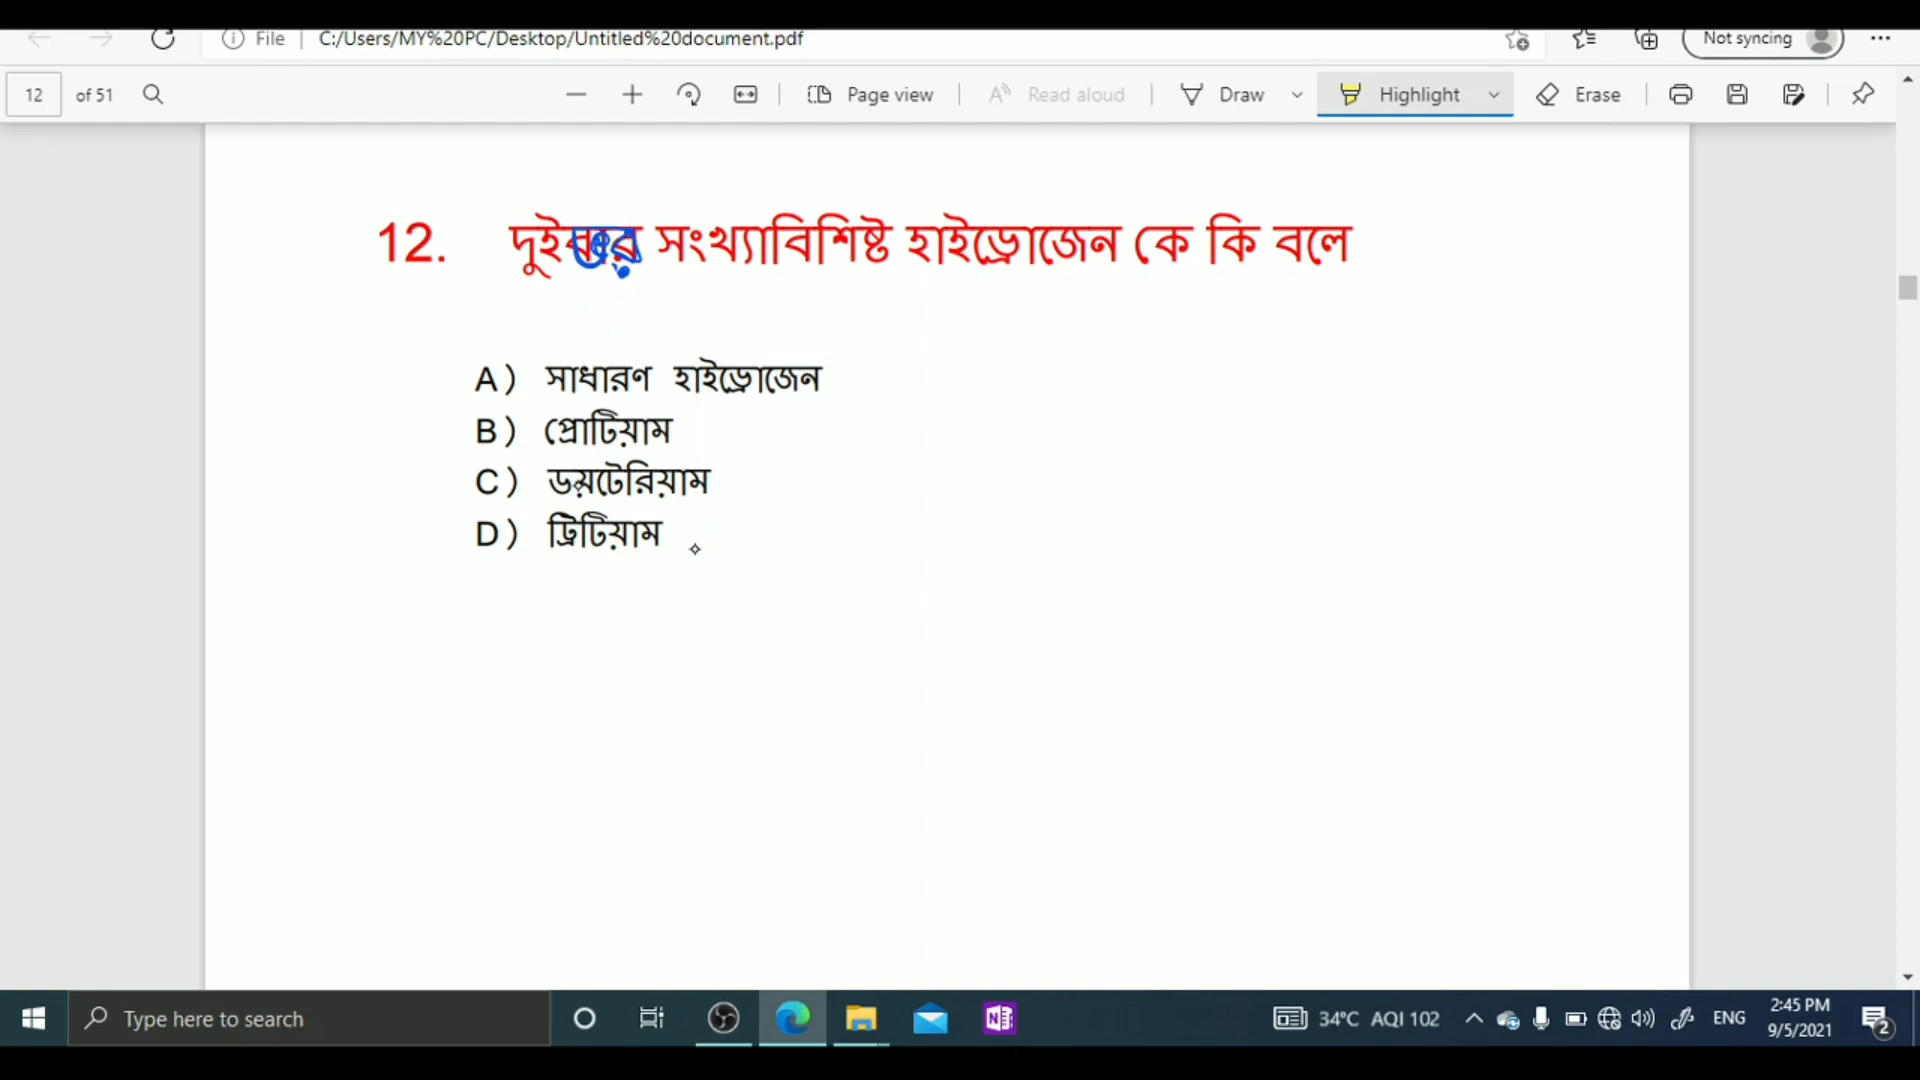 File C:/Users/MY%20PC/Desktop/Untitled%20document.pdf Not syncing
12 of 51 Page view Read aloud Draw Highlight Erase
12. সংখ্যাবিশিষ্ট হাইড্রোজেন কে কি বলে
A) সাধারণ হাইড্রোজেন
B) প্রোটিয়াম
C) ডয়টেরিয়াম
D) ট্রিটিয়াম
Type here to search 34°C AQI 102 ENG 2:45 PM
9/5/2021 2